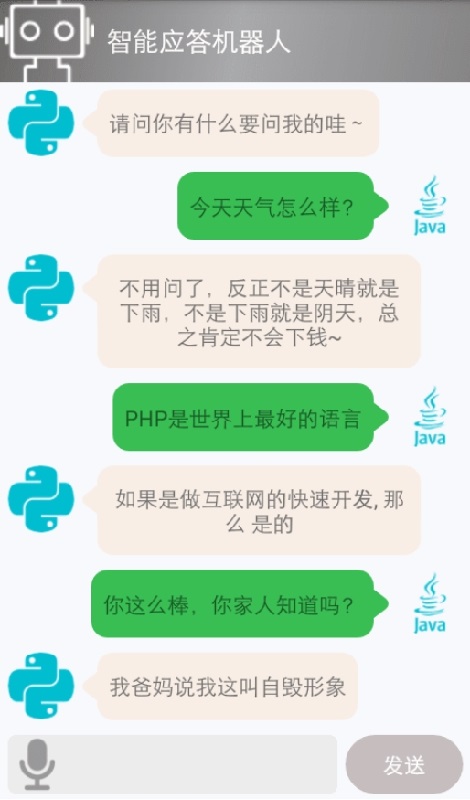 智能应答机器人
请问你有什么要问我的哇~
今天天气怎么样？
Java
不用问了，反正不是天晴就是
下雨，不是下雨就是阴天，总
之肯定不会下钱~
PHP是世界上最好的语言
Java
如果是做互联网的快速开发, 那
么 是的
你这么棒，你家人知道吗？
Java
我爸妈说我这叫自毁形象
发送